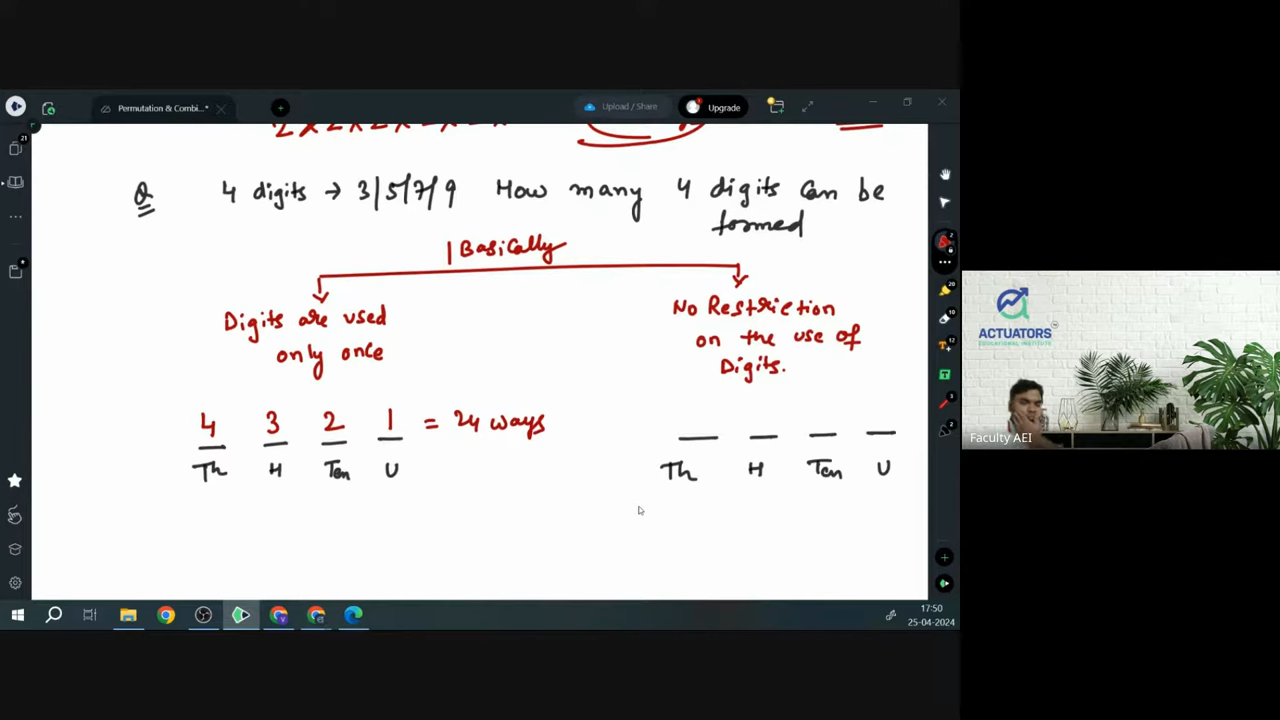 Permutation & Combi...*
Upload / Share
Upgrade
Q 4 digits → 3/5/7/9 How many 4 digits can be
formed
Basically
Digits are used
only once
No Restriction
on the use of
Digits.
4 3 2 1 = 24 ways
Th H Ten U
Th H Ten U
ACTUATORS
EDUCATIONAL INSTITUTE
Faculty AEI
17:50
25-04-2024